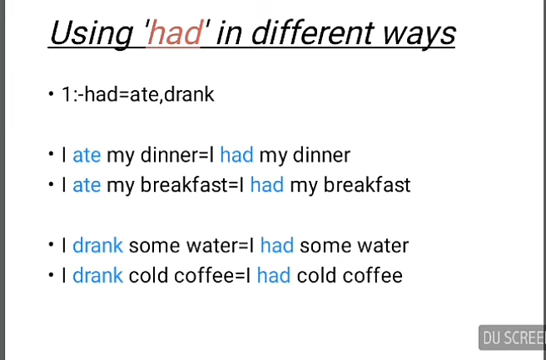 Using 'had' in different ways
• 1:-had=ate,drank
• I ate my dinner=I had my dinner
• I ate my breakfast=I had my breakfast
• I drank some water=I had some water
• I drank cold coffee=I had cold coffee
DU SCREE